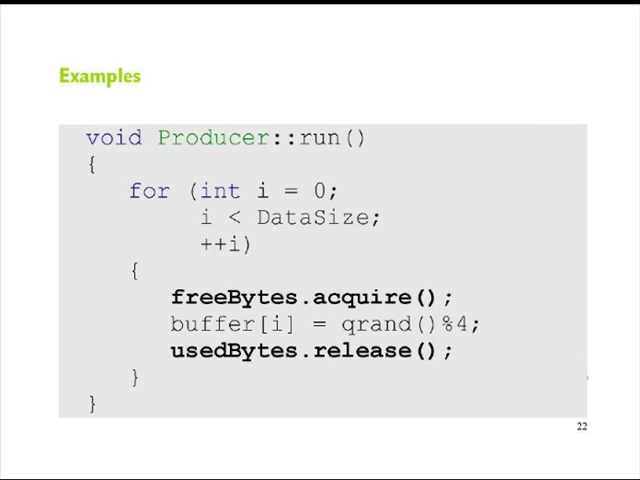 Examples
void Producer::run()
{
for (int i = 0;
i < DataSize;
++i)
{
freeBytes.acquire();
buffer[i] = qrand()%4;
usedBytes.release();
}
}
22